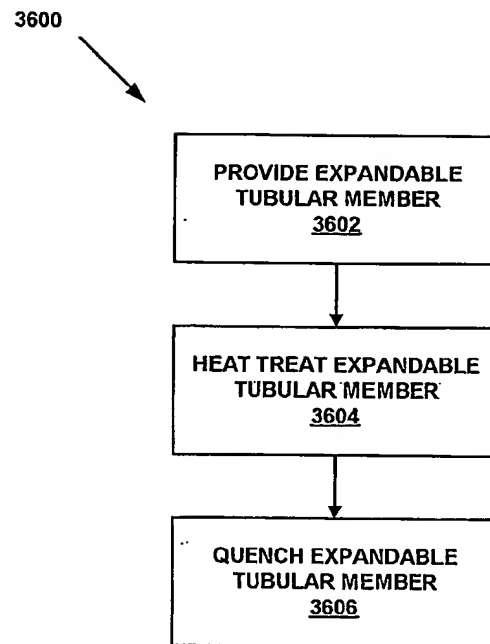 3600
PROVIDE EXPANDABLE
TUBULAR MEMBER
3602
HEAT TREAT EXPANDABLE
TUBULAR MEMBER
3604
QUENCH EXPANDABLE
TUBULAR MEMBER
3606